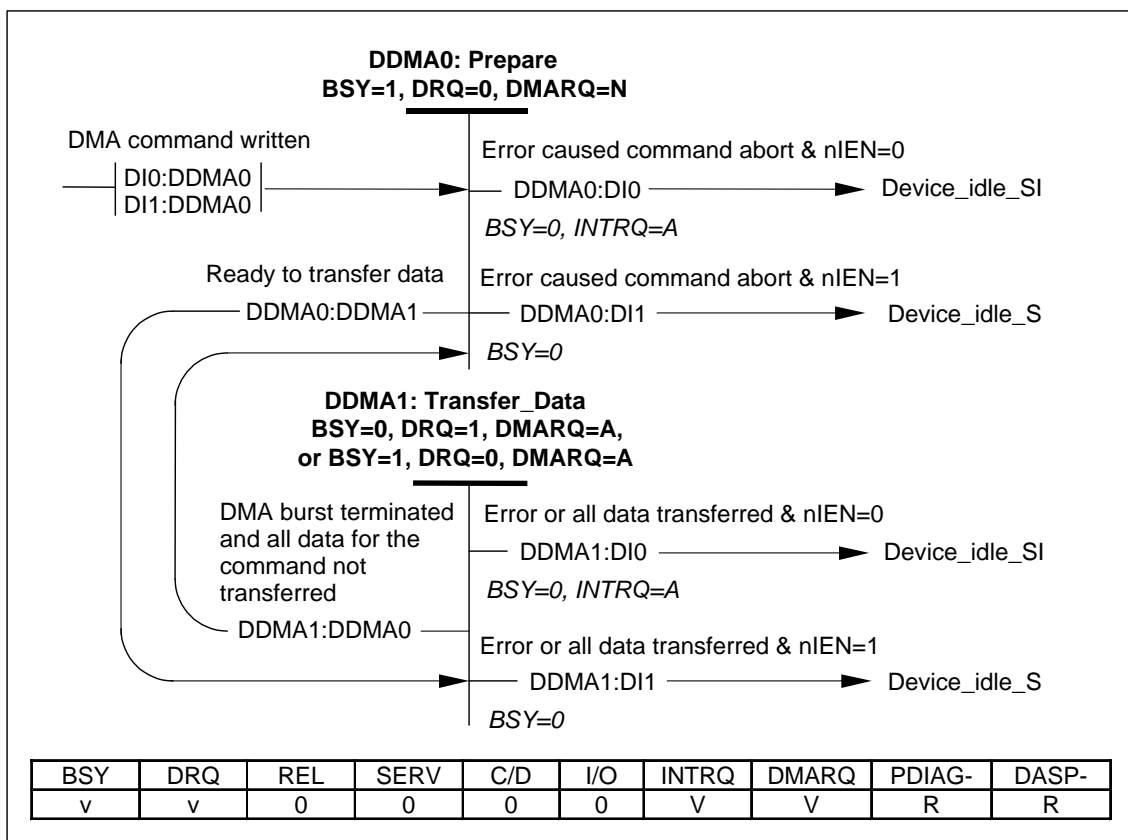 DDMA0: Prepare
BSY=1, DRQ=0, DMARQ=N
DMA command written
DI0:DDMA0
DI1:DDMA0
Error caused command abort & nIEN=0
DDMA0:DI0
Device_idle_SI
BSY=0, INTRQ=A
Ready to transfer data
DDMA0:DDMA1
Error caused command abort & nIEN=1
DDMA0:DI1
Device_idle_S
BSY=0
DDMA1: Transfer_Data
BSY=0, DRQ=1, DMARQ=A,
or BSY=1, DRQ=0, DMARQ=A
DMA burst terminated
and all data for the
command not
transferred
DDMA1:DDMA0
Error or all data transferred & nIEN=0
DDMA1:DI0
Device_idle_SI
BSY=0, INTRQ=A
Error or all data transferred & nIEN=1
DDMA1:DI1
Device_idle_S
BSY=0
BSY DRQ REL SERV C/D I/O INTRQ DMARQ PDIAG- DASP-
v v 0 0 0 0 V V R R